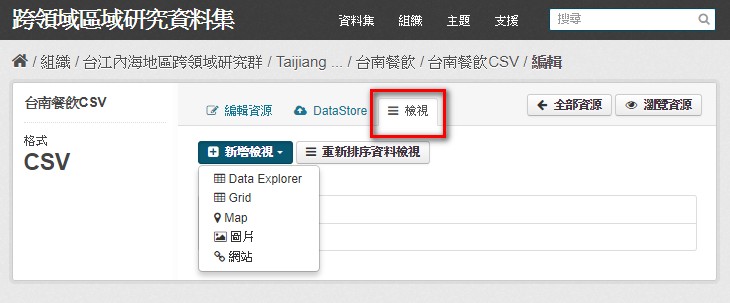 跨領域區域研究資料集
資料集 組織 主題 支援 搜尋
/ 組織 / 台江內海地區跨領域研究群 / Taijiang ... / 台南餐飲 / 台南餐飲CSV / 編輯
台南餐飲CSV
格式
CSV
編輯資源 DataStore 檢視 全部資源 瀏覽資源
新增檢視 重新排序資料檢視
Data Explorer
Grid
Map
圖片
網站